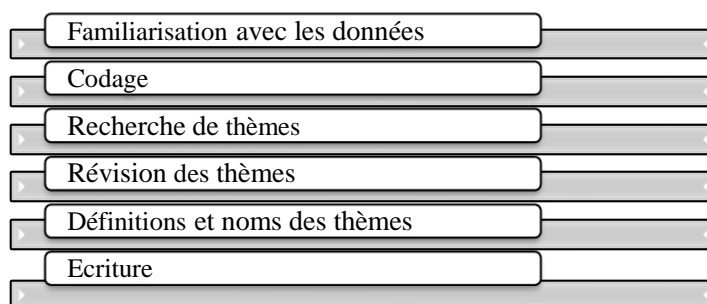 Familiarisation avec les données
Codage
Recherche de thèmes
Révision des thèmes
Définitions et noms des thèmes
Ecriture